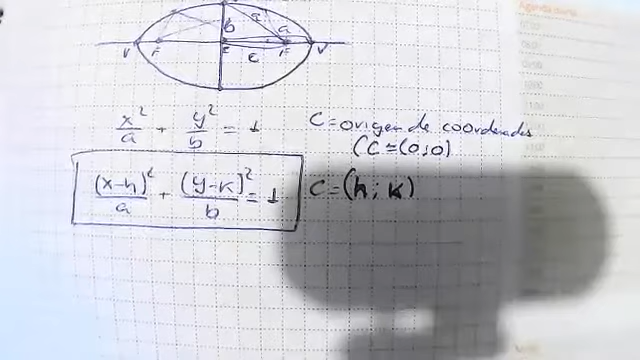 b a a
V F E F V
c
x²/a + y²/b = 1 C = origen de coordenadas
(C = (0;0)
(x-h)²/a + (y-k)²/b = 1 C = (h; k)